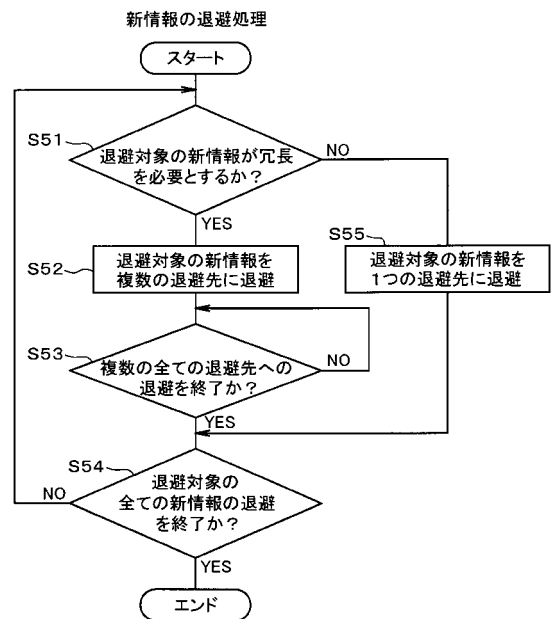 新情報の退避処理
スタート
S51
退避対象の新情報が冗長
を必要とするか?
NO
YES
S52
退避対象の新情報を
複数の退避先に退避
S55
退避対象の新情報を
1つの退避先に退避
S53
複数の全ての退避先への
退避を終了か?
NO
YES
S54
退避対象の
全ての新情報の退避
を終了か?
NO
YES
エンド